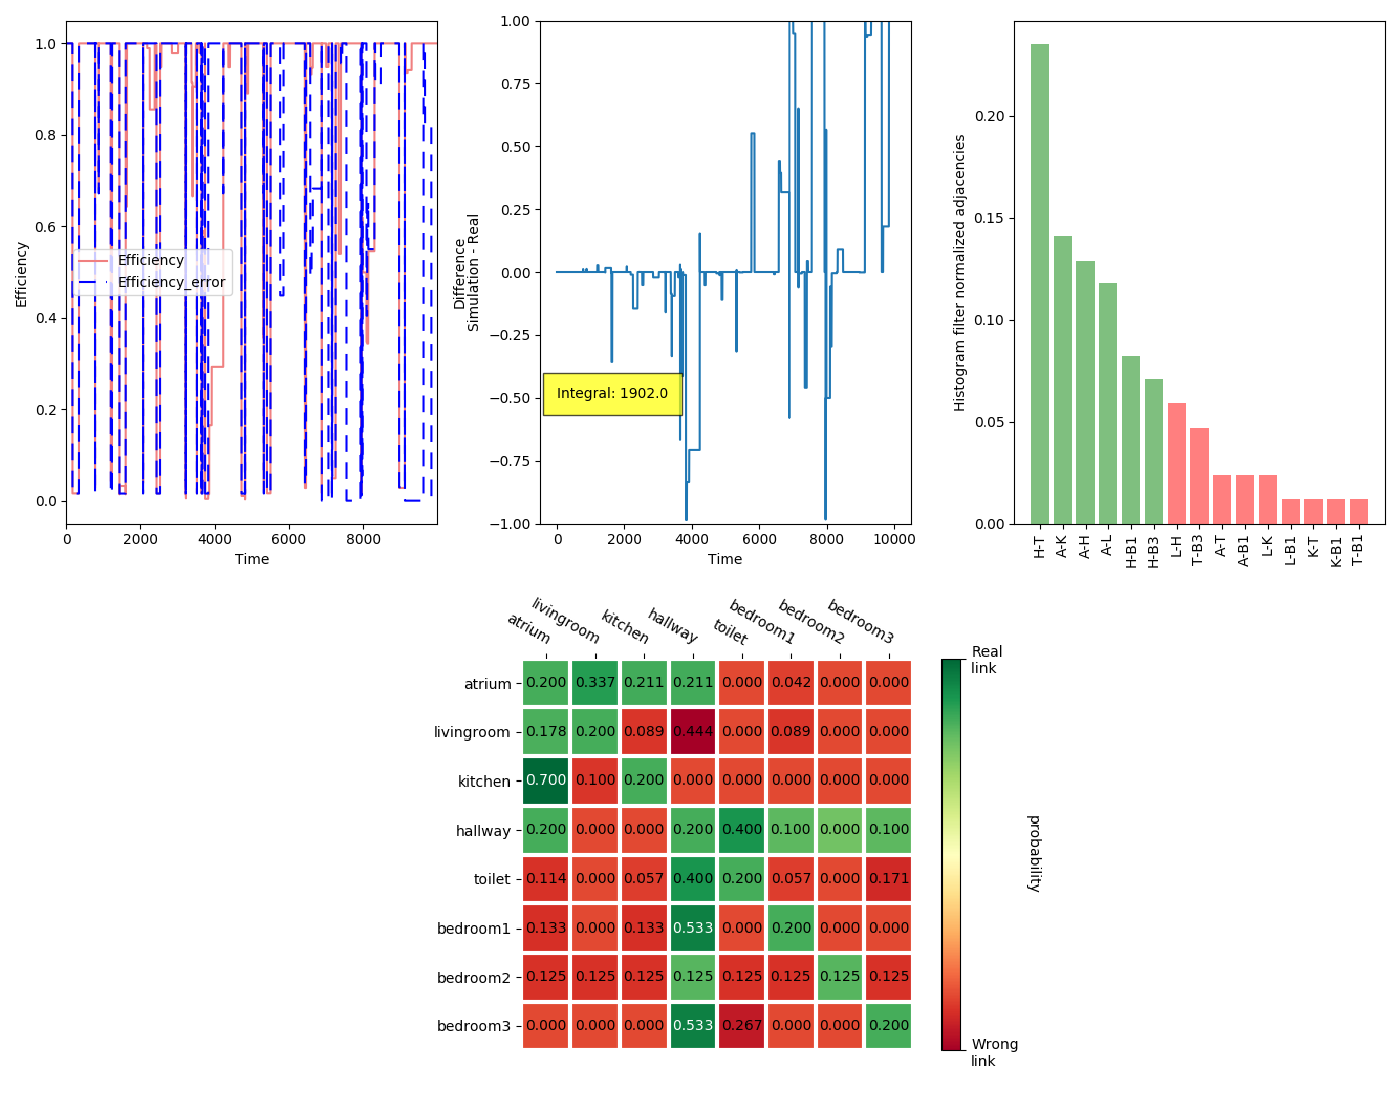 1.0
0.8
0.6
0.4
0.2
0.0
Efficiency
Efficiency
Efficiency_error
0 2000 4000 6000 8000
Time
1.00
0.75
0.50
0.25
0.00
−0.25
−0.50
−0.75
−1.00
Difference
Simulation - Real
Integral: 1902.0
0 2000 4000 6000 8000 10000
Time
0.20
0.15
0.10
0.05
0.00
Histogram filter normalized adjacencies
H-T A-K A-H A-L H-B1 H-B3 L-H T-B3 A-T A-B1 L-K L-B1 K-T K-B1 T-B1
atrium livingroom kitchen hallway toilet bedroom1 bedroom2 bedroom3
atrium 0.200 0.337 0.211 0.211 0.000 0.042 0.000 0.000
livingroom 0.178 0.200 0.089 0.444 0.000 0.089 0.000 0.000
kitchen 0.700 0.100 0.200 0.000 0.000 0.000 0.000 0.000
hallway 0.200 0.000 0.000 0.200 0.400 0.100 0.000 0.100
toilet 0.114 0.000 0.057 0.400 0.200 0.057 0.000 0.171
bedroom1 0.133 0.000 0.133 0.533 0.000 0.200 0.000 0.000
bedroom2 0.125 0.125 0.125 0.125 0.125 0.125 0.125 0.125
bedroom3 0.000 0.000 0.000 0.533 0.267 0.000 0.000 0.200
Real
link
probability
Wrong
link